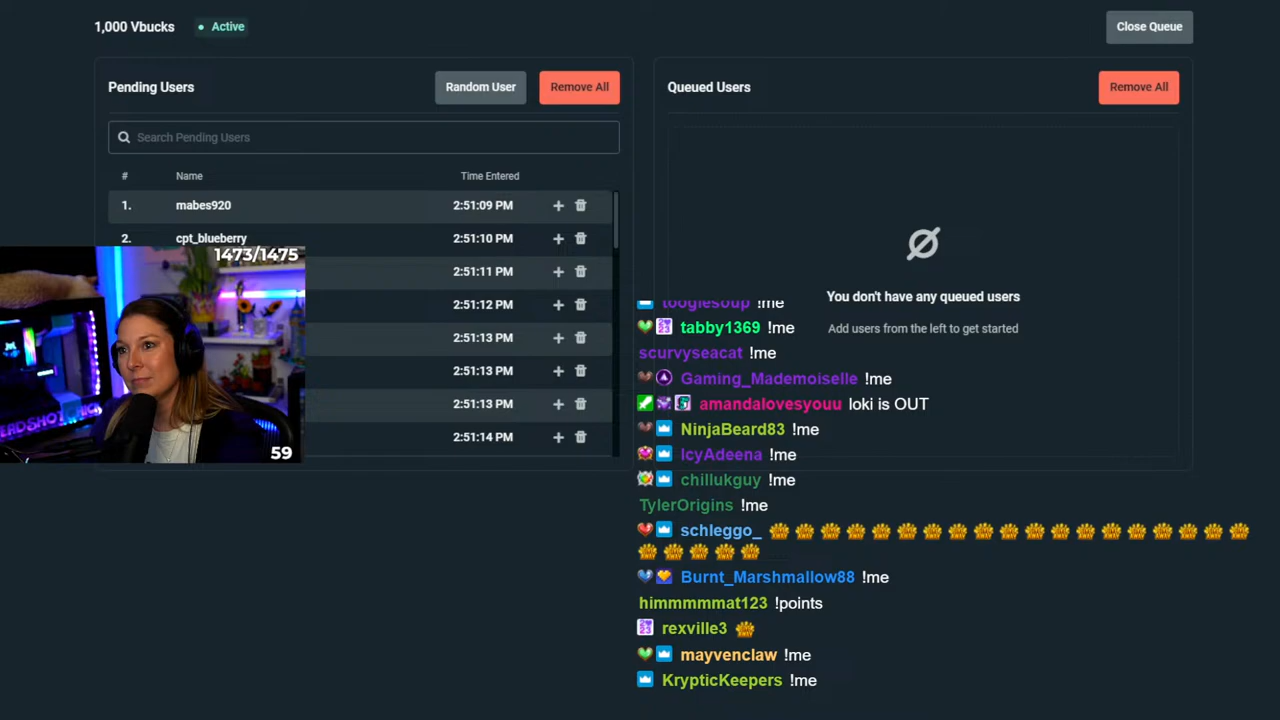 1,000 Vbucks
Active
Close Queue
Pending Users
Random User
Remove All
Search Pending Users
# Name Time Entered
1. mabes920 2:51:09 PM
2. cpt_blueberry 2:51:10 PM
2:51:11 PM
2:51:12 PM
2:51:13 PM
2:51:13 PM
2:51:13 PM
2:51:14 PM
1473/1475
59
Queued Users
Remove All
You don't have any queued users
Add users from the left to get started
!me
tabby1369 !me
scurvyseacat !me
Gaming_Mademoiselle !me
amandalovesyouu loki is OUT
NinjaBeard83 !me
IcyAdeena !me
chillukguy !me
TylerOrigins !me
schleggo_
Burnt_Marshmallow88 !me
himmmmmat123 !points
rexville3
mayvenclaw !me
KrypticKeepers !me